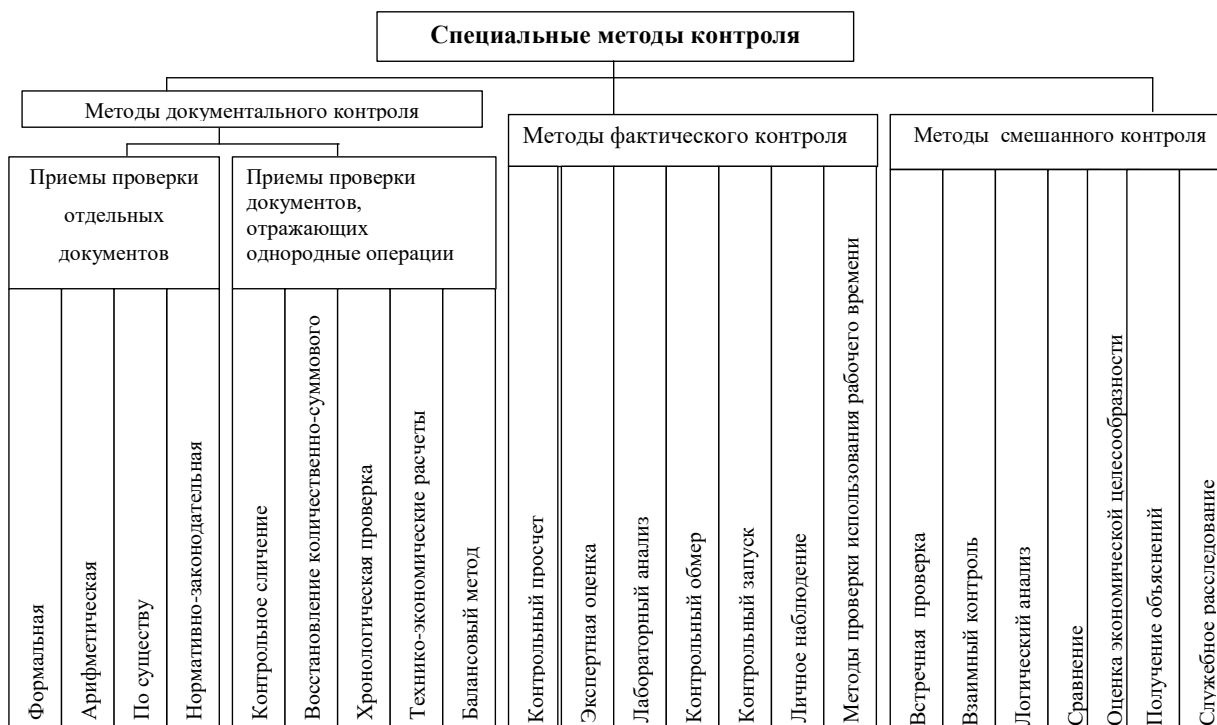 Специальные методы контроля
Методы документального контроля
Методы фактического контроля
Методы смешанного контроля
Приемы проверки
отдельных
документов
Приемы проверки
документов,
отражающих
однородные операции
Формальная
Арифметическая
По существу
Нормативно-законодательная
Контрольное сличение
Восстановление количественно-суммового
Хронологическая проверка
Технико-экономические расчеты
Балансовый метод
Контрольный просчет
Экспертная оценка
Лабораторный анализ
Контрольный обмер
Контрольный запуск
Личное наблюдение
Методы проверки использования рабочего времени
Встречная проверка
Взаимный контроль
Логический анализ
Сравнение
Оценка экономической целесообразности
Получение объяснений
Служебное расследование